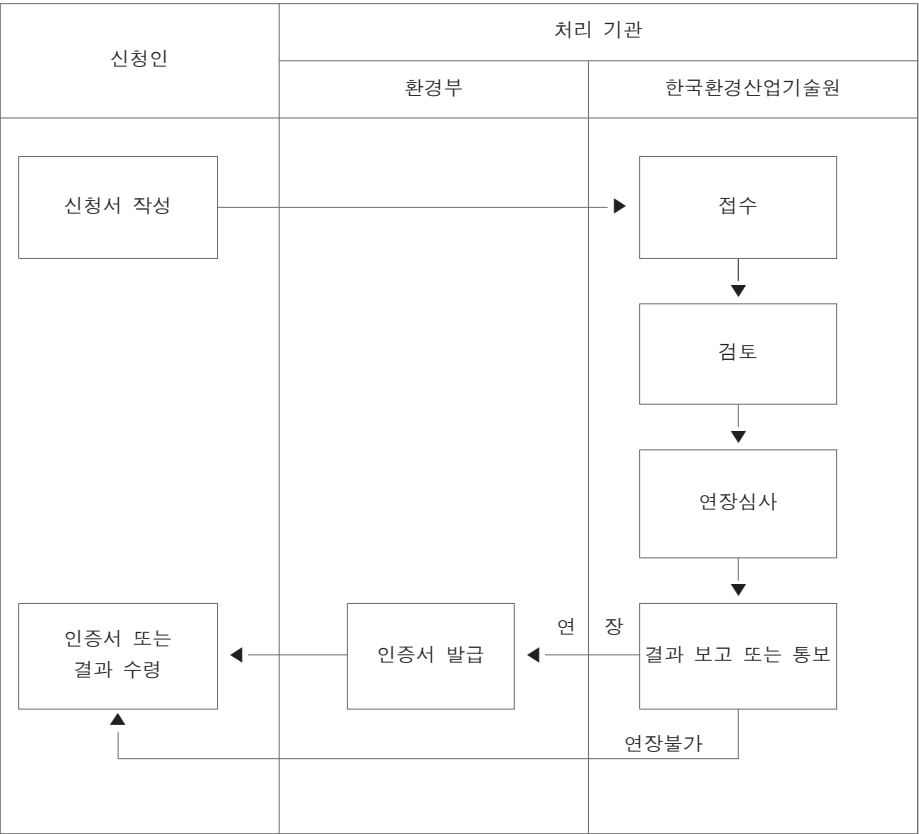 신청인
처리 기관
환경부
한국환경산업기술원
신청서 작성
접수
검토
연장심사
인증서 또는
결과 수령
인증서 발급
연 장
결과 보고 또는 통보
연장불가